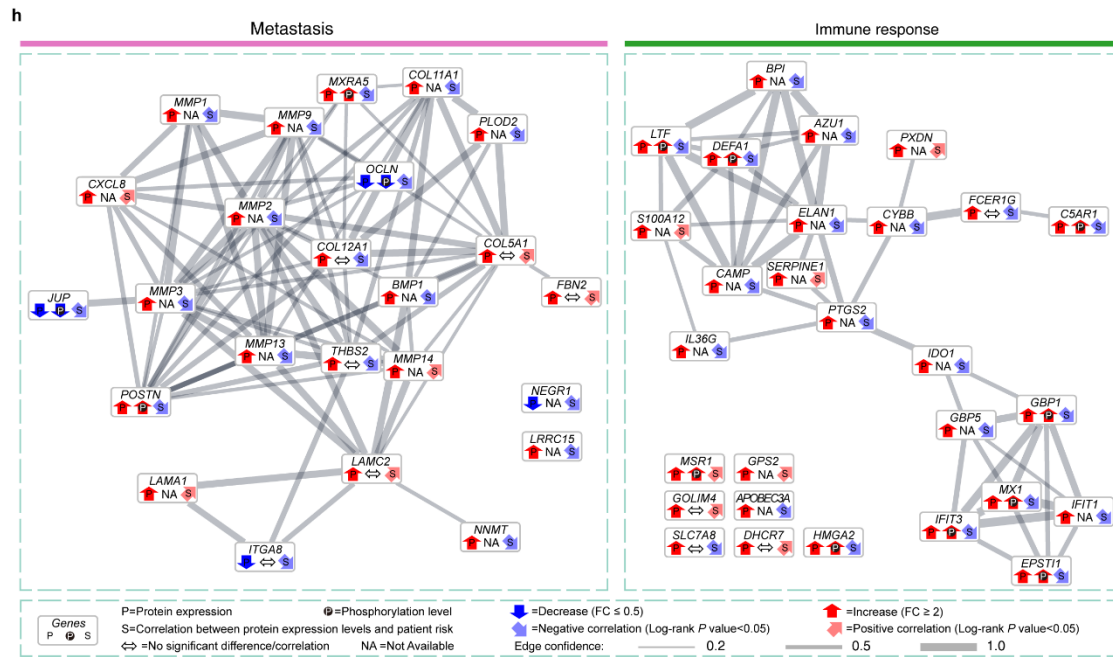 h
Metastasis
Immune response
MXRA5
P P NA S
COL11A1
P NA S
MMP1
P NA S
MMP9
P NA S
PLOD2
P NA S
OCLN
P P S
CXCL8
P NA S
MMP2
P NA S
COL12A1
P S
COL5A1
P S
FBN2
P S
BMP1
P NA S
JUP
P P S
MMP3
P NA S
MMP13
P NA S
THBS2
P S
MMP14
P NA S
POSTN
P P S
NEGR1
P NA S
LRRC15
P NA S
LAMC2
P S
LAMA1
P NA S
NNMT
P NA S
ITGA8
P S
BPI
P NA S
LTF
P P S
DEFA1
P P S
AZU1
P NA S
PXDN
P NA S
S100A12
P NA S
ELAN1
P NA S
CYBB
P NA S
FCER1G
P S
C5AR1
P P S
CAMP
P NA S
SERPINE1
P NA S
PTGS2
P NA S
IL36G
P NA S
IDO1
P NA S
GBP5
P NA S
GBP1
P P S
MSR1
P P S
GPS2
P NA S
GOLIM4
P S
APOBEC3A
P NA S
SLC7A8
P S
DHCR7
P S
HMGA2
P P S
MX1
P P S
IFIT1
P NA S
IFIT3
P P S
EPSTI1
P P S
Genes
P P S
P=Protein expression
P=Phosphorylation level
=Decrease (FC ≤ 0.5)
=Increase (FC ≥ 2)
S=Correlation between protein expression levels and patient risk
=Negative correlation (Log-rank P value<0.05)
=Positive correlation (Log-rank P value<0.05)
⇔=No significant difference/correlation
NA =Not Available
Edge confidence:
0.2
0.5
1.0